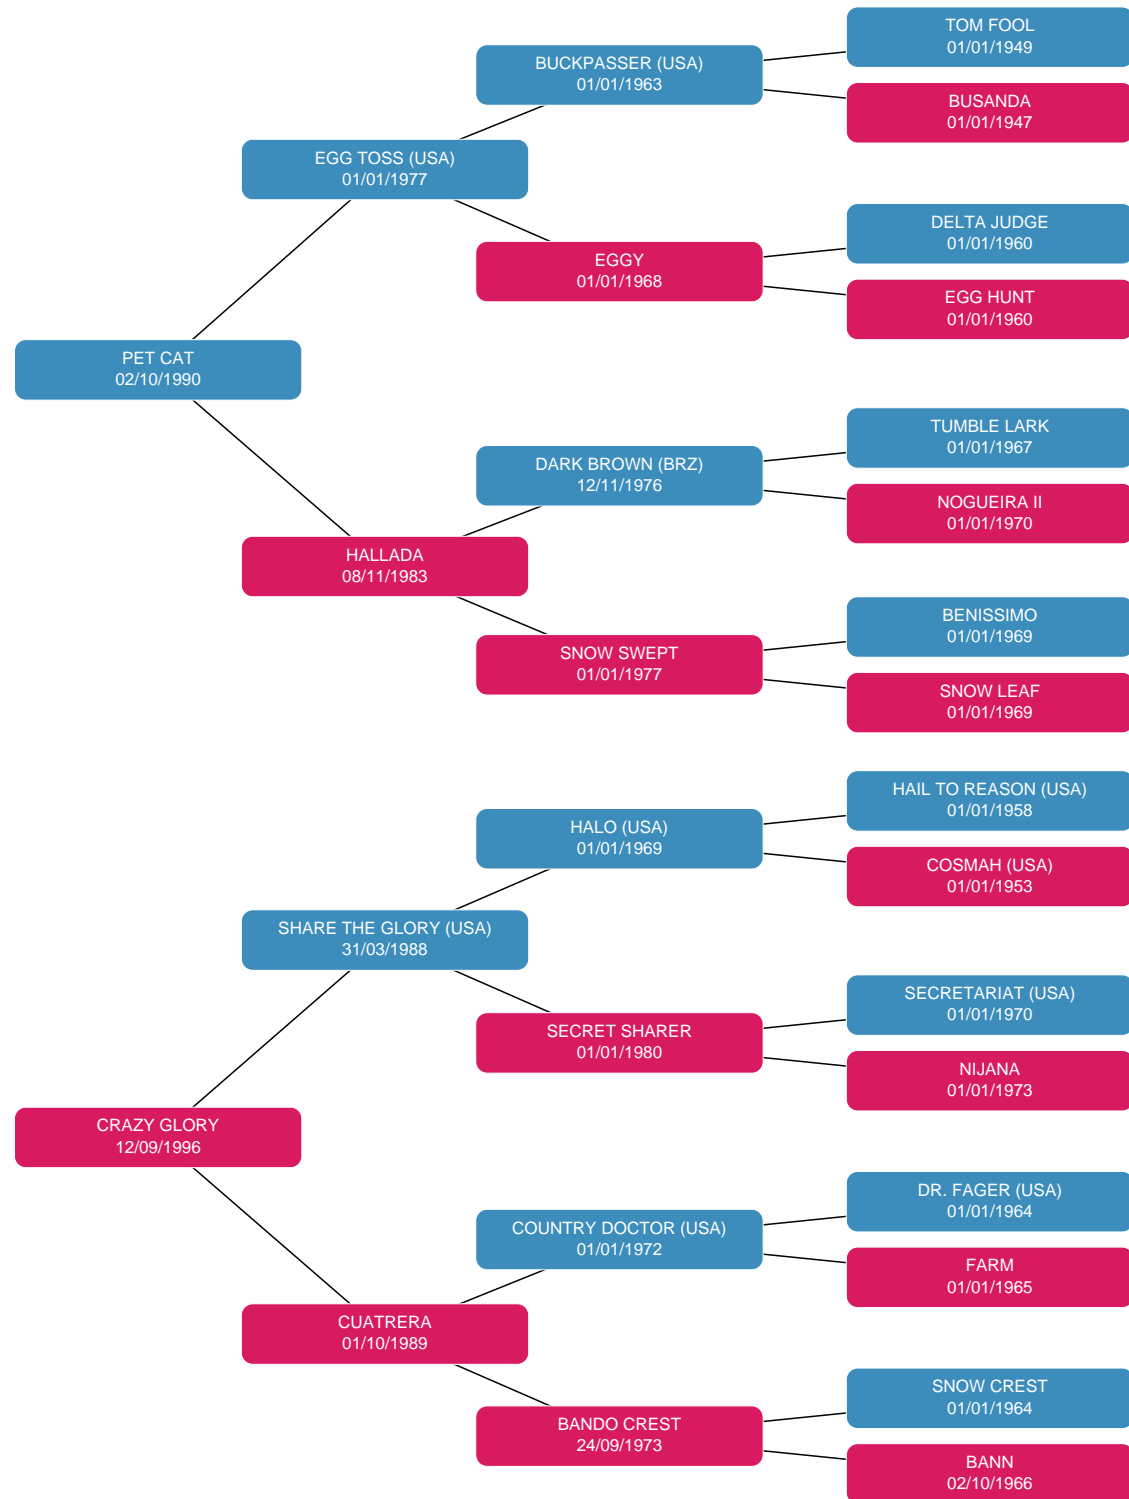 TOM FOOL
01/01/1949
BUCKPASSER (USA)
01/01/1963
BUSANDA
01/01/1947
EGG TOSS (USA)
01/01/1977
DELTA JUDGE
01/01/1960
EGGY
01/01/1968
EGG HUNT
01/01/1960
PET CAT
02/10/1990
TUMBLE LARK
01/01/1967
DARK BROWN (BRZ)
12/11/1976
NOGUEIRA II
01/01/1970
HALLADA
08/11/1983
BENISSIMO
01/01/1969
SNOW SWEPT
01/01/1977
SNOW LEAF
01/01/1969
HAIL TO REASON (USA)
01/01/1958
HALO (USA)
01/01/1969
COSMAH (USA)
01/01/1953
SHARE THE GLORY (USA)
31/03/1988
SECRETARIAT (USA)
01/01/1970
SECRET SHARER
01/01/1980
NIJANA
01/01/1973
CRAZY GLORY
12/09/1996
DR. FAGER (USA)
01/01/1964
COUNTRY DOCTOR (USA)
01/01/1972
FARM
01/01/1965
CUATRERA
01/10/1989
SNOW CREST
01/01/1964
BANDO CREST
24/09/1973
BANN
02/10/1966